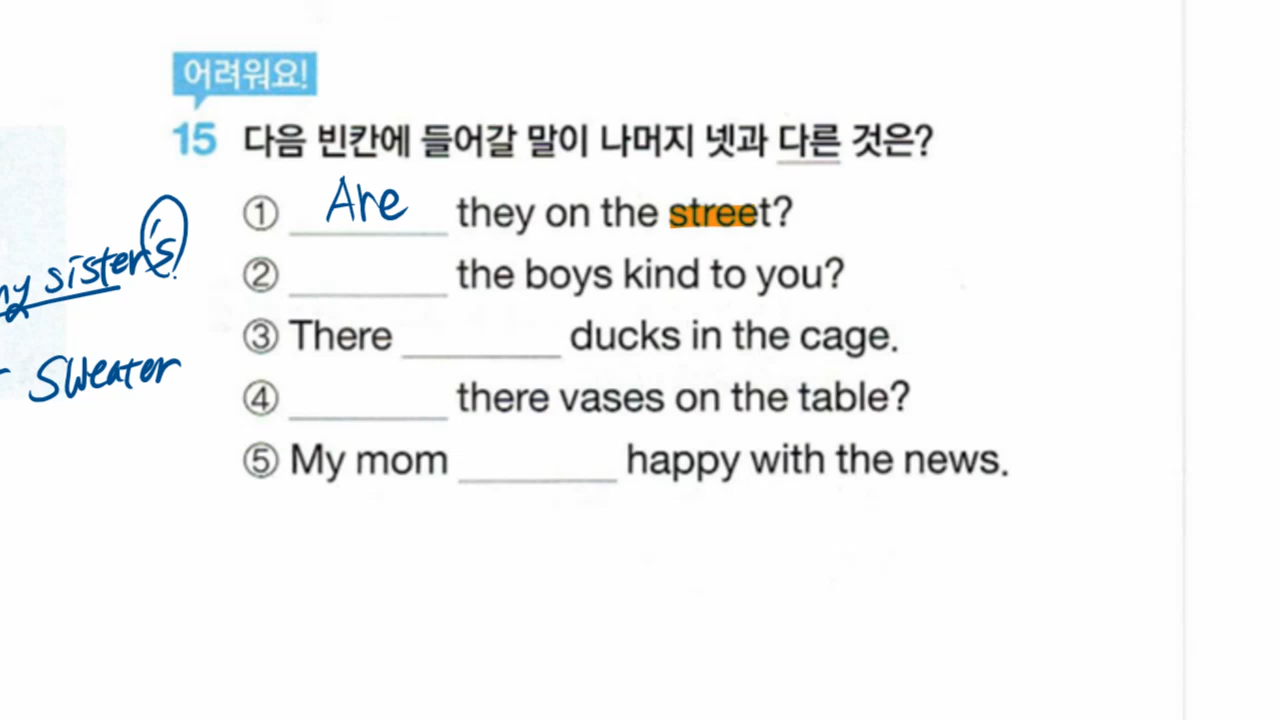 어려워요!
15 다음 빈칸에 들어갈 말이 나머지 넷과 다른 것은?
① Are they on the street?
② ________ the boys kind to you?
my sister's
③ There ________ ducks in the cage.
sweater
④ ________ there vases on the table?
⑤ My mom ________ happy with the news.